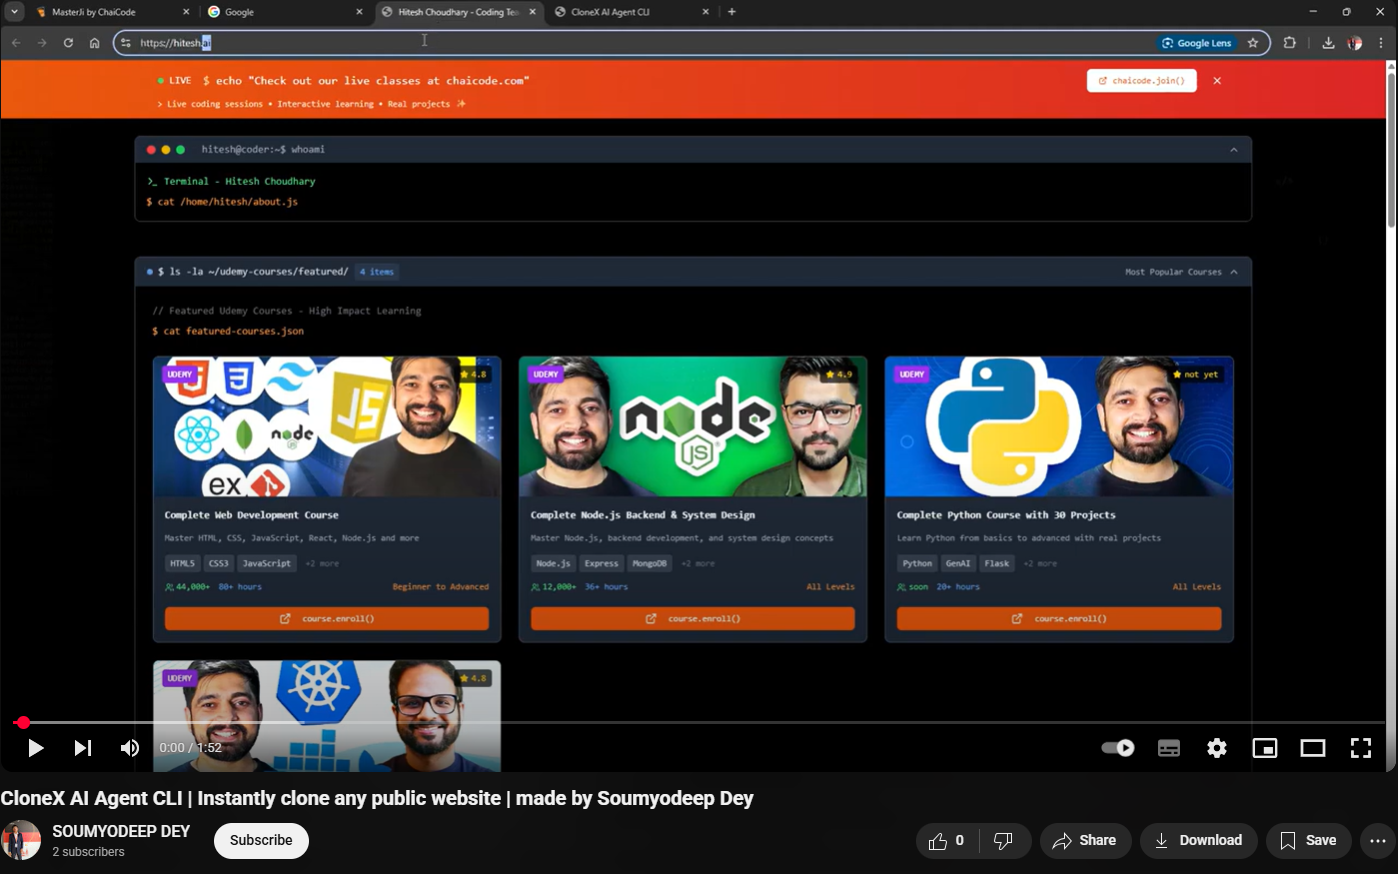 MasterJi by ChaiCode
Google
Hitesh Choudhary - Coding Tea
CloneX AI Agent CLI
https://hitesh.ai
Google Lens
LIVE $ echo "Check out our live classes at chaicode.com"
chaicode.join()
> Live coding sessions • Interactive learning • Real projects ✨
hitesh@coder:~$ whoami
>_ Terminal - Hitesh Choudhary
$ cat /home/hitesh/about.js
$ ls -la ~/udemy-courses/featured/ 4 items
Most Popular Courses
// Featured Udemy Courses - High Impact Learning
$ cat featured-courses.json
UDEMY
4.8
JS
node
ex
Complete Web Development Course
Master HTML, CSS, JavaScript, React, Node.js and more
HTML5 CSS3 JavaScript +2 more
44,000+ 80+ hours Beginner to Advanced
course.enroll()
UDEMY
4.9
node
JS
Complete Node.js Backend & System Design
Master Node.js, backend development, and system design concepts
Node.js Express MongoDB +2 more
12,000+ 36+ hours All Levels
course.enroll()
UDEMY
not yet
Complete Python Course with 30 Projects
Learn Python from basics to advanced with real projects
Python GenAI Flask +2 more
soon 20+ hours All Levels
course.enroll()
UDEMY
4.8
0:00 / 1:52
CloneX AI Agent CLI | Instantly clone any public website | made by Soumyodeep Dey
SOUMYODEEP DEY
2 subscribers
Subscribe
0
Share
Download
Save